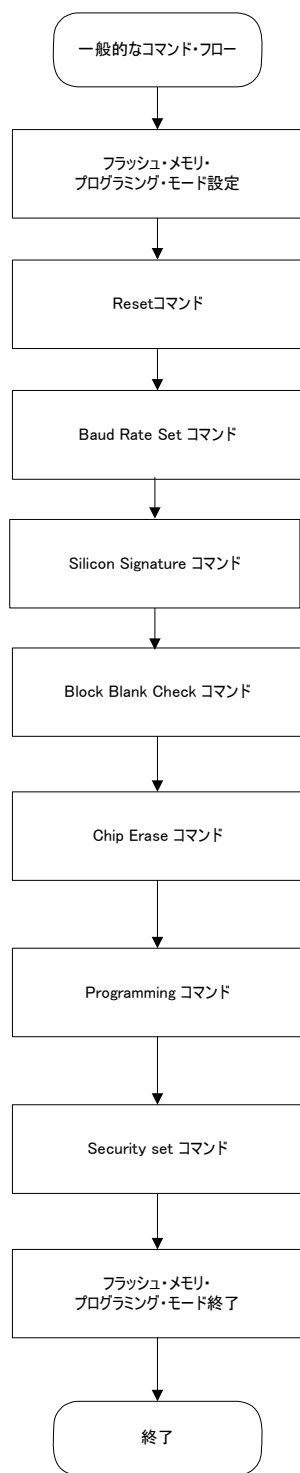 一般的なコマンド・フロー
フラッシュ・メモリ・
プログラミング・モード設定
Resetコマンド
Baud Rate Set コマンド
Silicon Signature コマンド
Block Blank Check コマンド
Chip Erase コマンド
Programming コマンド
Security set コマンド
フラッシュ・メモリ・
プログラミング・モード終了
終了